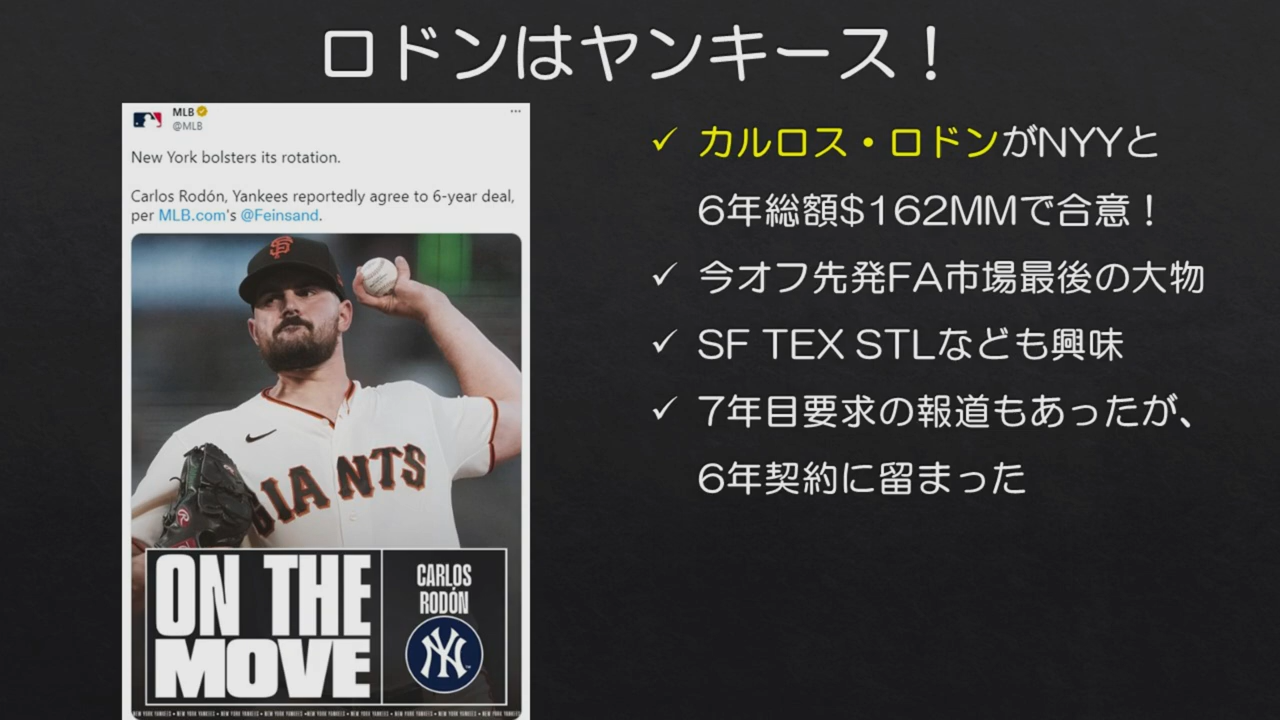 ロドンはヤンキース！
MLB
@MLB
New York bolsters its rotation.
Carlos Rodón, Yankees reportedly agree to 6-year deal,
per MLB.com's @Feinsand.
SF
GIANTS
ON THE
MOVE
CARLOS
RODÓN
NY
カルロス・ロドンがNYYと
6年総額$162MMで合意！
今オフ先発FA市場最後の大物
SF TEX STLなども興味
7年目要求の報道もあったが、
6年契約に留まった